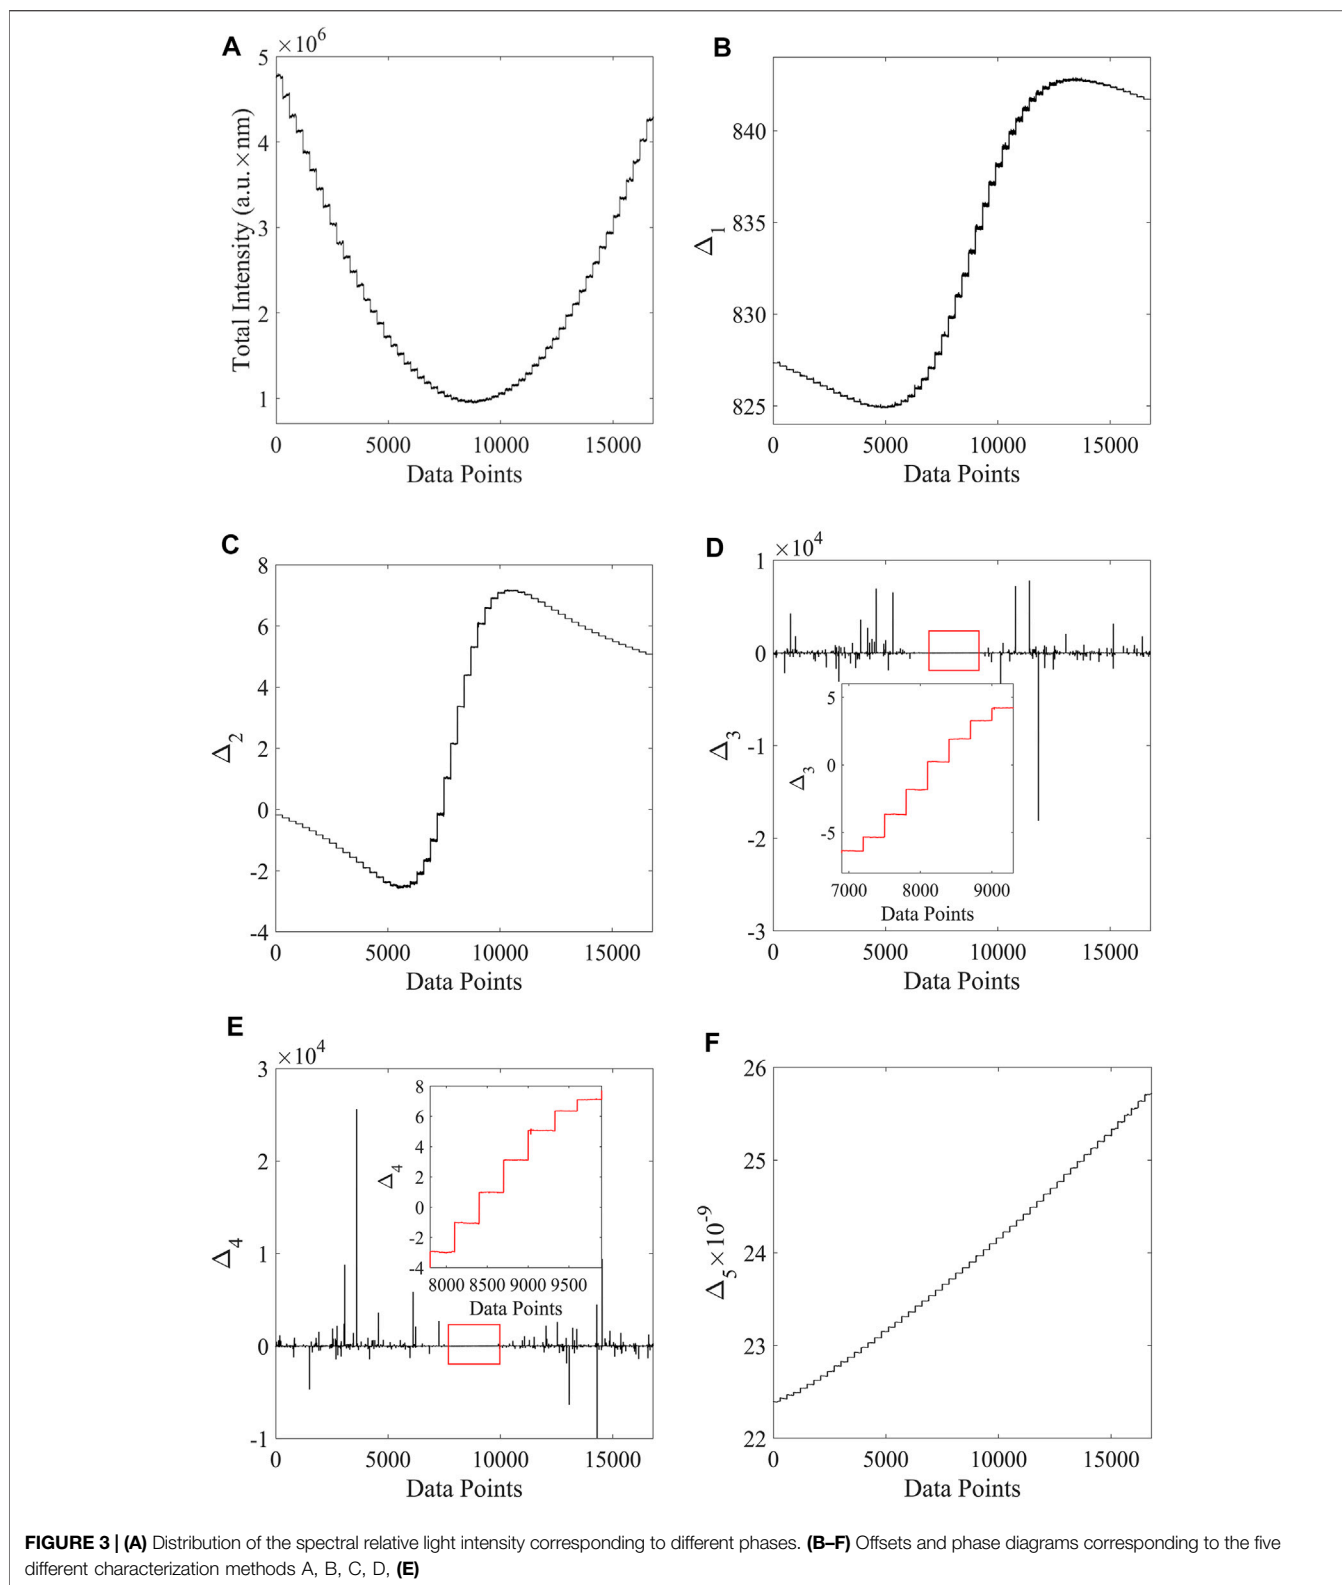 A
×10⁶
5
4
3
2
1
Total Intensity (a.u.×nm)
0 5000 10000 15000
Data Points
B
840
835
830
825
Δ₁
0 5000 10000 15000
Data Points
C
8
6
4
2
0
-2
-4
Δ₂
0 5000 10000 15000
Data Points
D
×10⁴
1
0
-1
-2
-3
Δ₃
5
0
-5
Δ₃
7000 8000 9000
Data Points
0 5000 10000 15000
Data Points
E
×10⁴
3
2
1
0
-1
Δ₄
8
6
4
2
0
-2
-4
Δ₄
8000 8500 9000 9500
Data Points
0 5000 10000 15000
Data Points
F
26
25
24
23
22
Δ₅×10⁻⁹
0 5000 10000 15000
Data Points
FIGURE 3 | (A) Distribution of the spectral relative light intensity corresponding to different phases. (B–F) Offsets and phase diagrams corresponding to the five
different characterization methods A, B, C, D, (E)